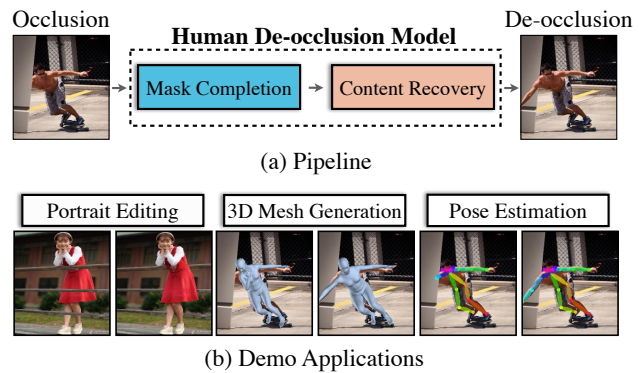 Occlusion
De-occlusion
Human De-occlusion Model
Mask Completion
Content Recovery
(a) Pipeline
Portrait Editing
3D Mesh Generation
Pose Estimation
(b) Demo Applications